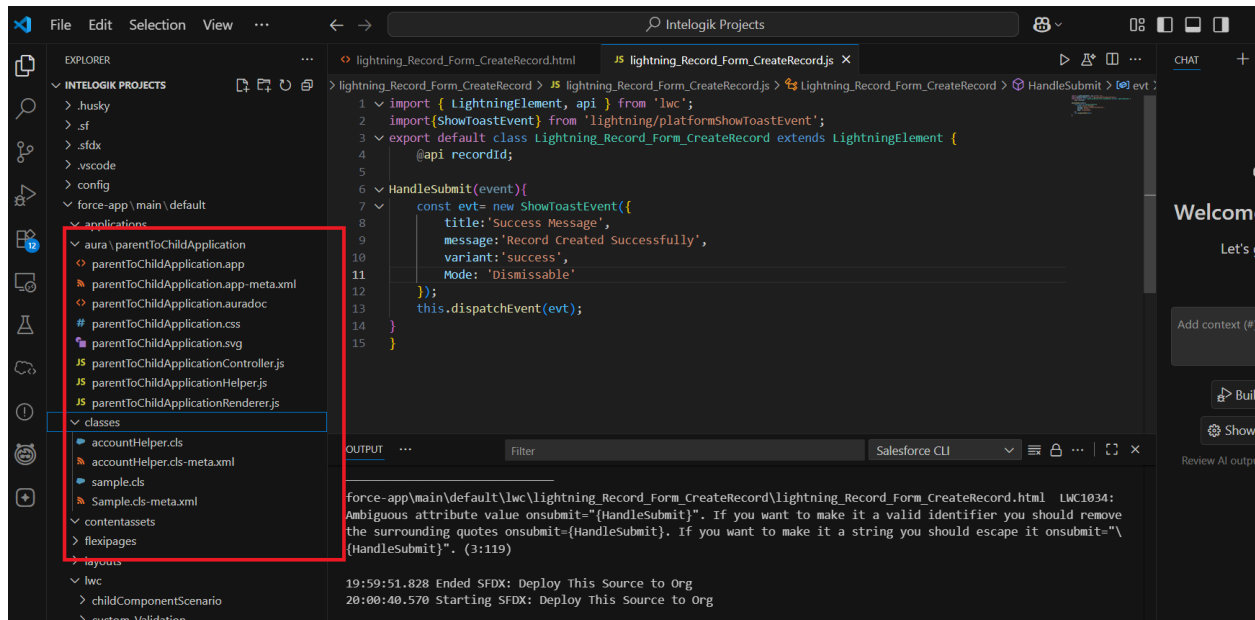 File Edit Selection View ··· Intelogik Projects
EXPLORER ···
INTELOGIK PROJECTS
.husky
.sf
.sfdx
.vscode
config
force-app\main\default
applications
aura\parentToChildApplication
parentToChildApplication.app
parentToChildApplication.app-meta.xml
parentToChildApplication.auradoc
# parentToChildApplication.css
parentToChildApplication.svg
JS parentToChildApplicationController.js
JS parentToChildApplicationHelper.js
JS parentToChildApplicationRenderer.js
classes
accountHelper.cls
accountHelper.cls-meta.xml
sample.cls
Sample.cls-meta.xml
contentassets
flexipages
layouts
lwc
childComponentScenario
custom_Validation
12
<> lightning_Record_Form_CreateRecord.html JS lightning_Record_Form_CreateRecord.js ×
> lightning_Record_Form_CreateRecord > JS lightning_Record_Form_CreateRecord.js > Lightning_Record_Form_CreateRecord > HandleSubmit > evt
1 import { LightningElement, api } from 'lwc';
2 import{ShowToastEvent} from 'lightning/platformShowToastEvent';
3 export default class Lightning_Record_Form_CreateRecord extends LightningElement {
4 @api recordId;
5
6 HandleSubmit(event){
7 const evt= new ShowToastEvent({
8 title:'Success Message',
9 message:'Record Created Successfully',
10 variant:'success',
11 Mode: 'Dismissable'
12 });
13 this.dispatchEvent(evt);
14 }
15 }
OUTPUT ··· Filter Salesforce CLI
force-app\main\default\lwc\lightning_Record_Form_CreateRecord\lightning_Record_Form_CreateRecord.html LWC1034:
Ambiguous attribute value onsubmit="{HandleSubmit}". If you want to make it a valid identifier you should remove
the surrounding quotes onsubmit={HandleSubmit}. If you want to make it a string you should escape it onsubmit="\
{HandleSubmit}". (3:119)
19:59:51.828 Ended SFDX: Deploy This Source to Org
20:00:40.570 Starting SFDX: Deploy This Source to Org
CHAT +
Welcom
Let's
Add context (#
Bui
Show
Review AI outp